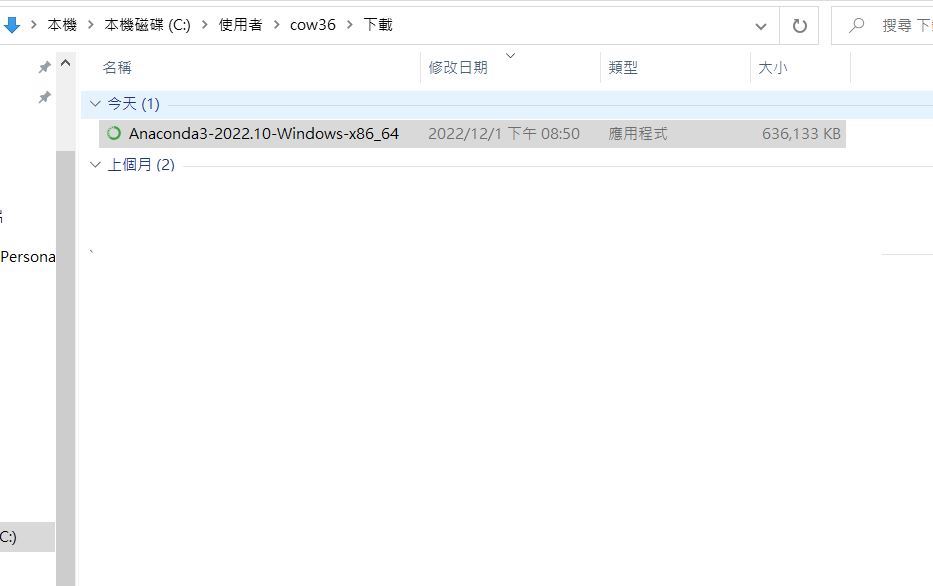 本機 > 本機磁碟 (C:) > 使用者 > cow36 > 下載
搜尋 下
名稱 修改日期 類型 大小
今天 (1)
Anaconda3-2022.10-Windows-x86_64 2022/12/1 下午 08:50 應用程式 636,133 KB
上個月 (2)
Persona
C:)